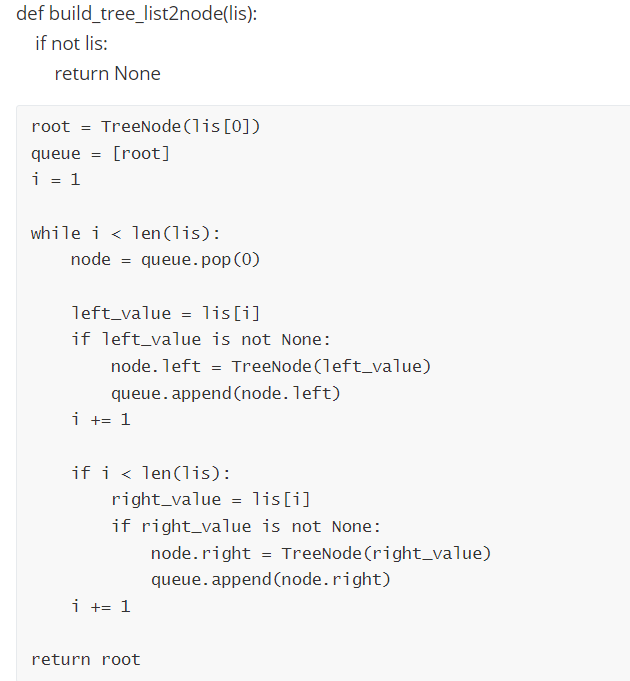 def build_tree_list2node(lis):
    if not lis:
        return None
root = TreeNode(lis[0])
queue = [root]
i = 1

while i < len(lis):
    node = queue.pop(0)

    left_value = lis[i]
    if left_value is not None:
        node.left = TreeNode(left_value)
        queue.append(node.left)
    i += 1

    if i < len(lis):
        right_value = lis[i]
        if right_value is not None:
            node.right = TreeNode(right_value)
            queue.append(node.right)
    i += 1

return root